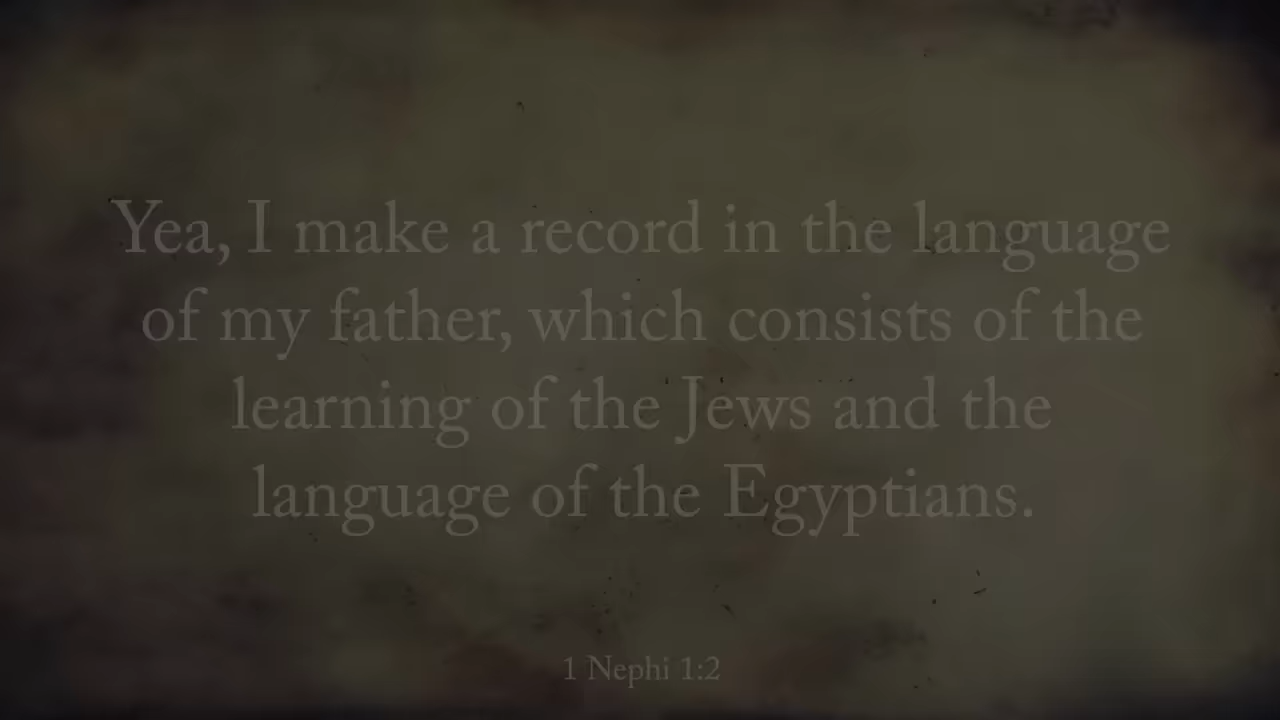 Yea, I make a record in the language
of my father, which consists of the
learning of the Jews and the
language of the Egyptians.
1 Nephi 1:2